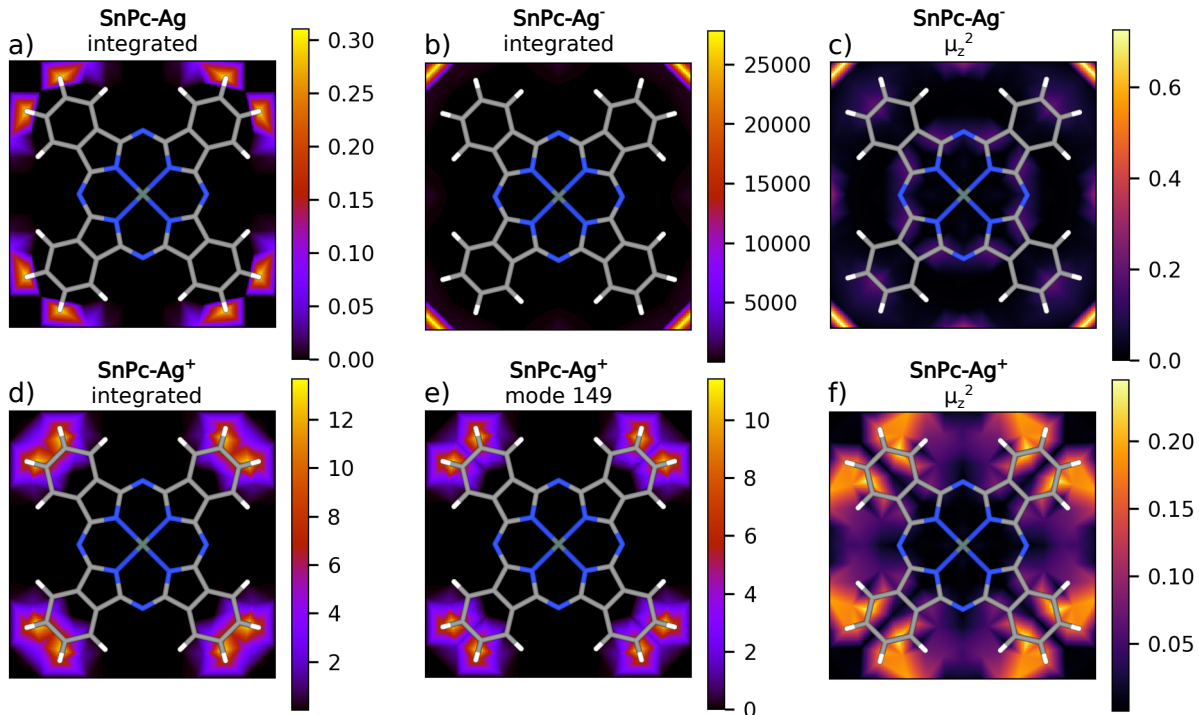 SnPc-Ag
a)
integrated
0.30
0.25
0.20
0.15
0.10
0.05
0.00
SnPc-Ag⁻
b)
integrated
25000
20000
15000
10000
5000
SnPc-Ag⁻
c)
μz²
0.6
0.4
0.2
0.0
SnPc-Ag⁺
d)
integrated
12
10
8
6
4
2
SnPc-Ag⁺
e)
mode 149
10
8
6
4
2
0
SnPc-Ag⁺
f)
μz²
0.20
0.15
0.10
0.05